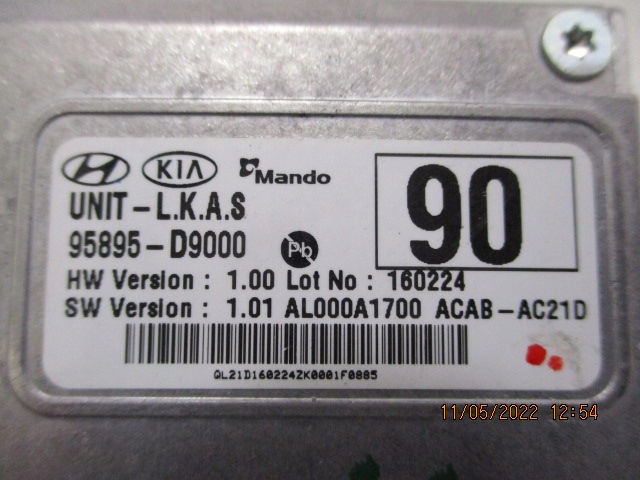 KIA Mando 90
UNIT-L.K.A.S
95895-D9000 Pb
HW Version : 1.00 Lot No : 160224
SW Version : 1.01 AL000A1700 ACAB-AC21D
QL21D160224ZK0001F0885
11/05/2022 12:54